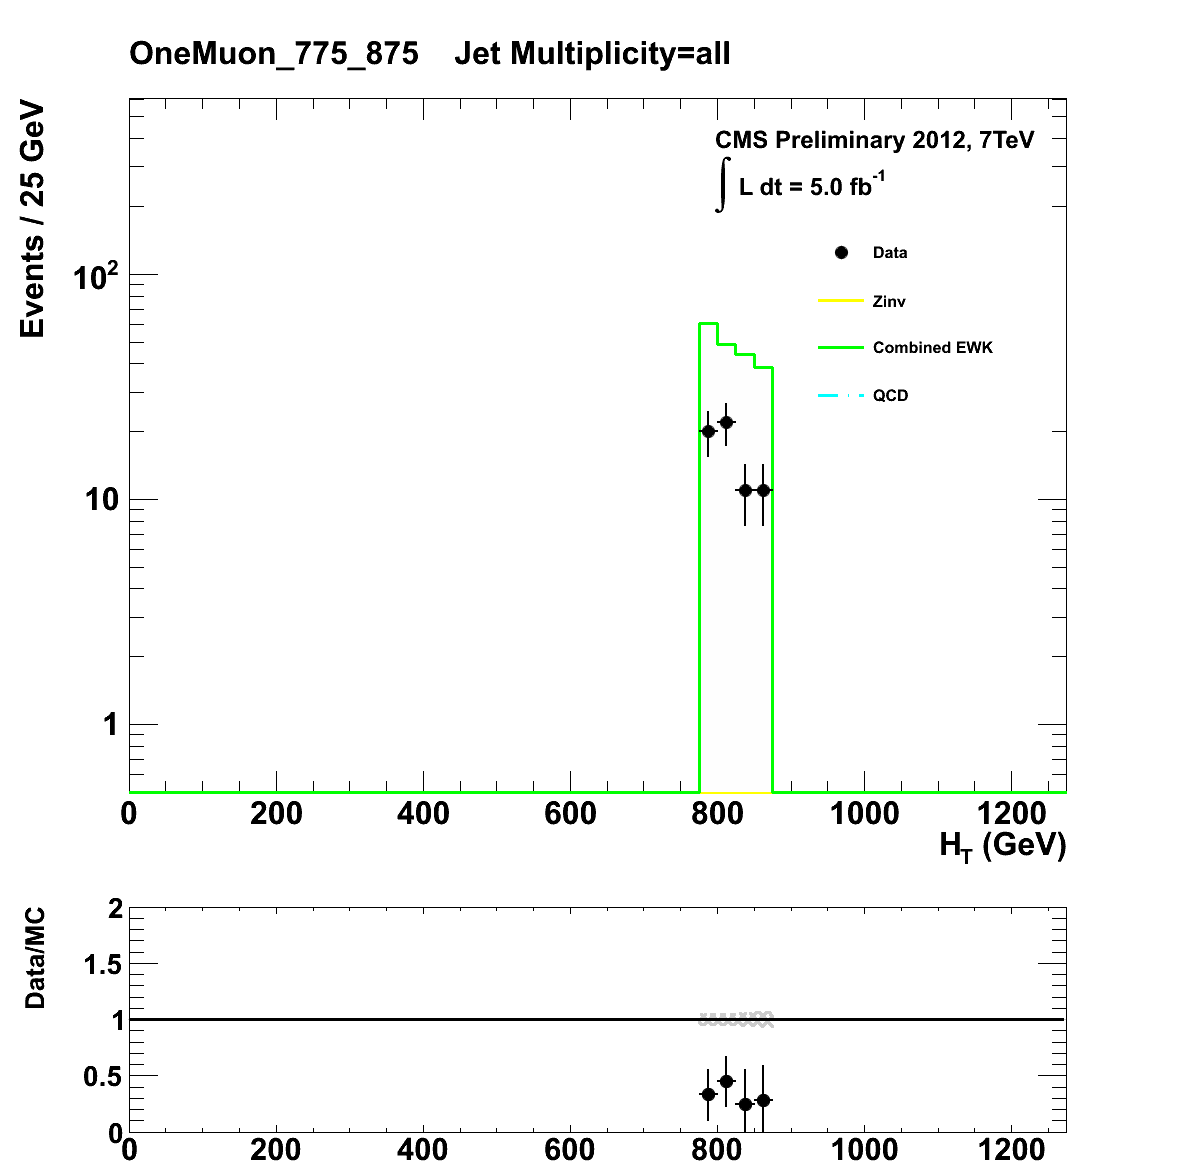 OneMuon_775_875 Jet Multiplicity=all
Events / 25 GeV
CMS Preliminary 2012, 7TeV
∫ L dt = 5.0 fb⁻¹
Data
Zinv
Combined EWK
QCD
10²
10
1
0 200 400 600 800 1000 1200
H_T (GeV)
Data/MC
2
1.5
1
0.5
0
0 200 400 600 800 1000 1200